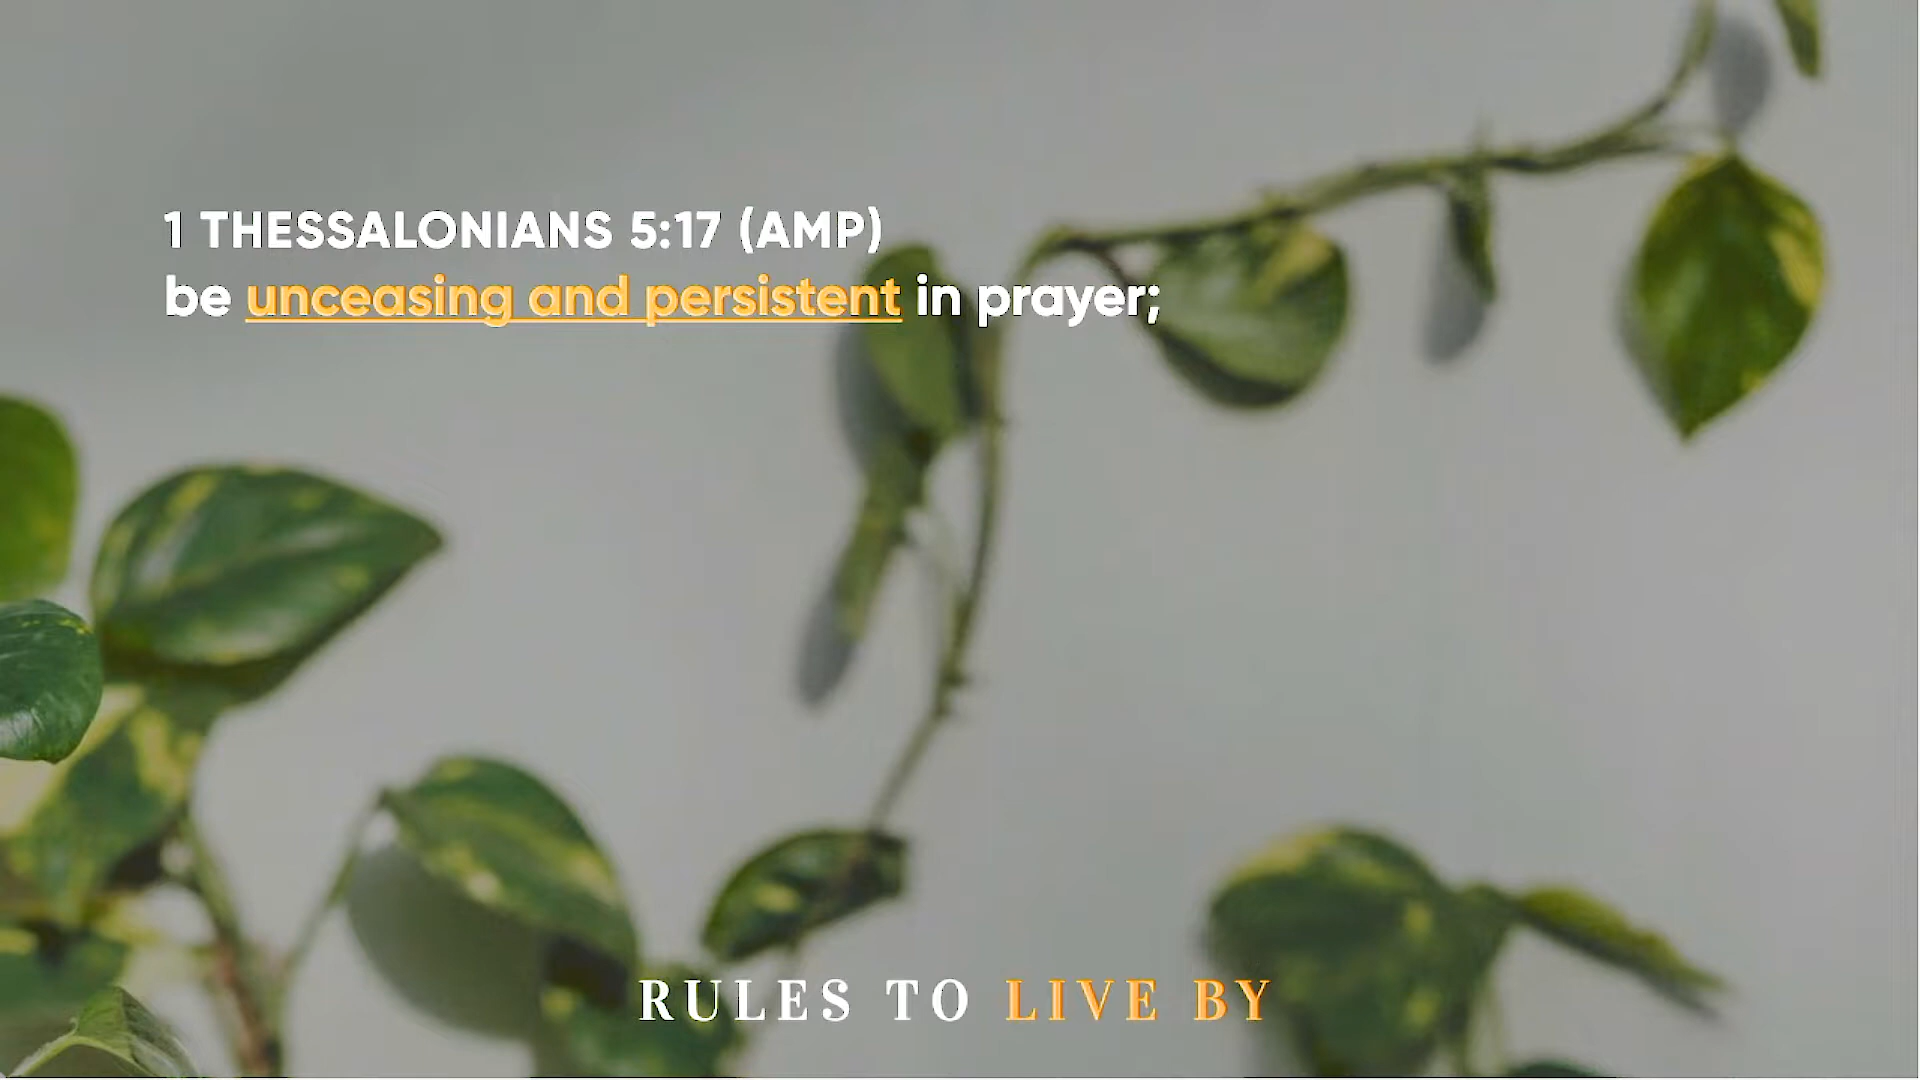 1 THESSALONIANS 5:17 (AMP)
be unceasing and persistent in prayer;
RULES TO LIVE BY